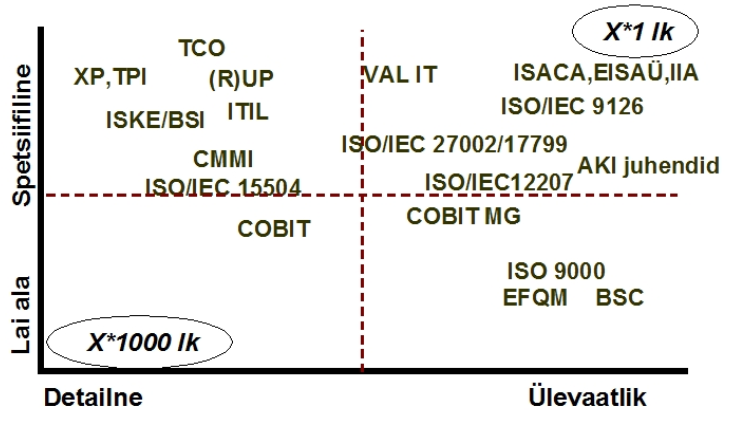 X*1 lk
TCO
XP,TPI
(R)UP
VAL IT
ISACA,EISAÜ,IIA
ISO/IEC 9126
ISKE/BSI
ITIL
ISO/IEC 27002/17799
CMMI
AKI juhendid
ISO/IEC 15504
ISO/IEC12207
COBIT
COBIT MG
ISO 9000
EFQM
BSC
X*1000 lk
Spetsiifiline
Lai ala
Detailne
Ülevaatlik